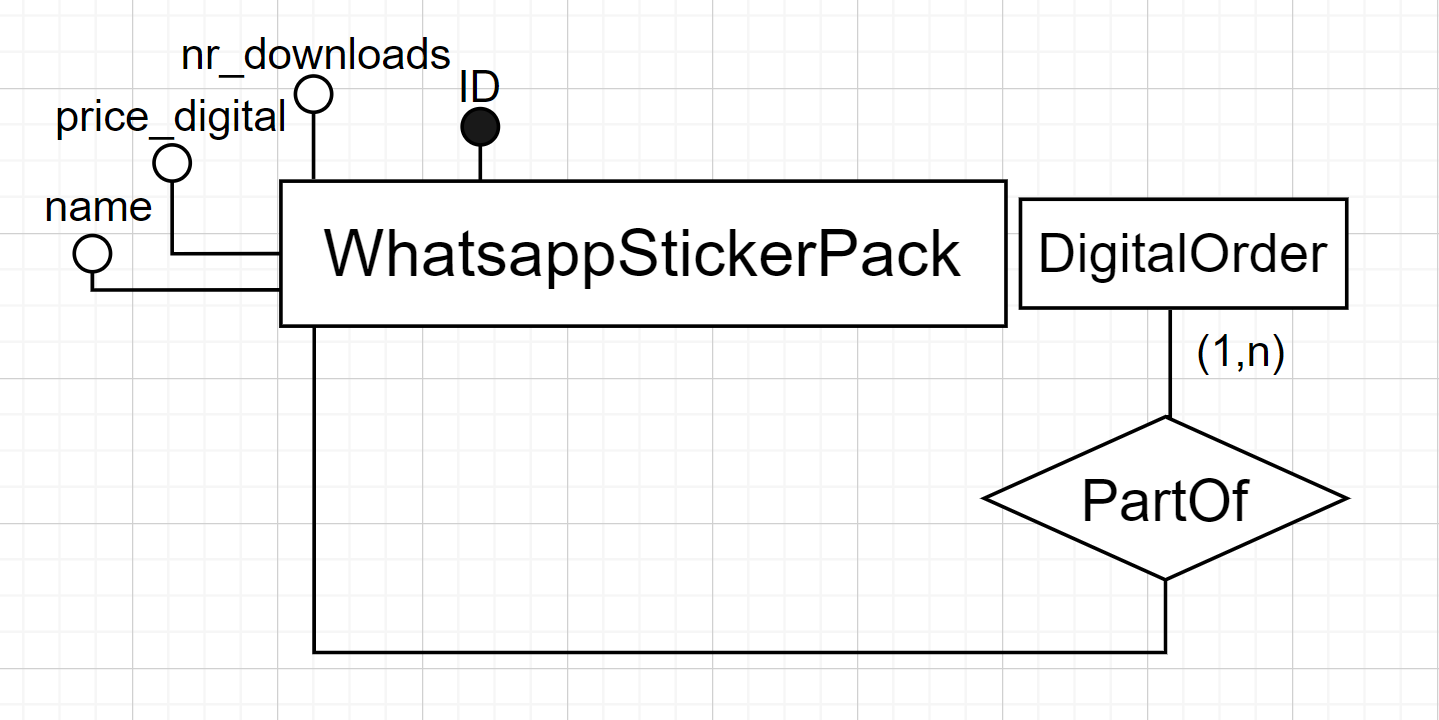 nr_downloads
ID
price_digital
name
WhatsappStickerPack
DigitalOrder
(1,n)
PartOf